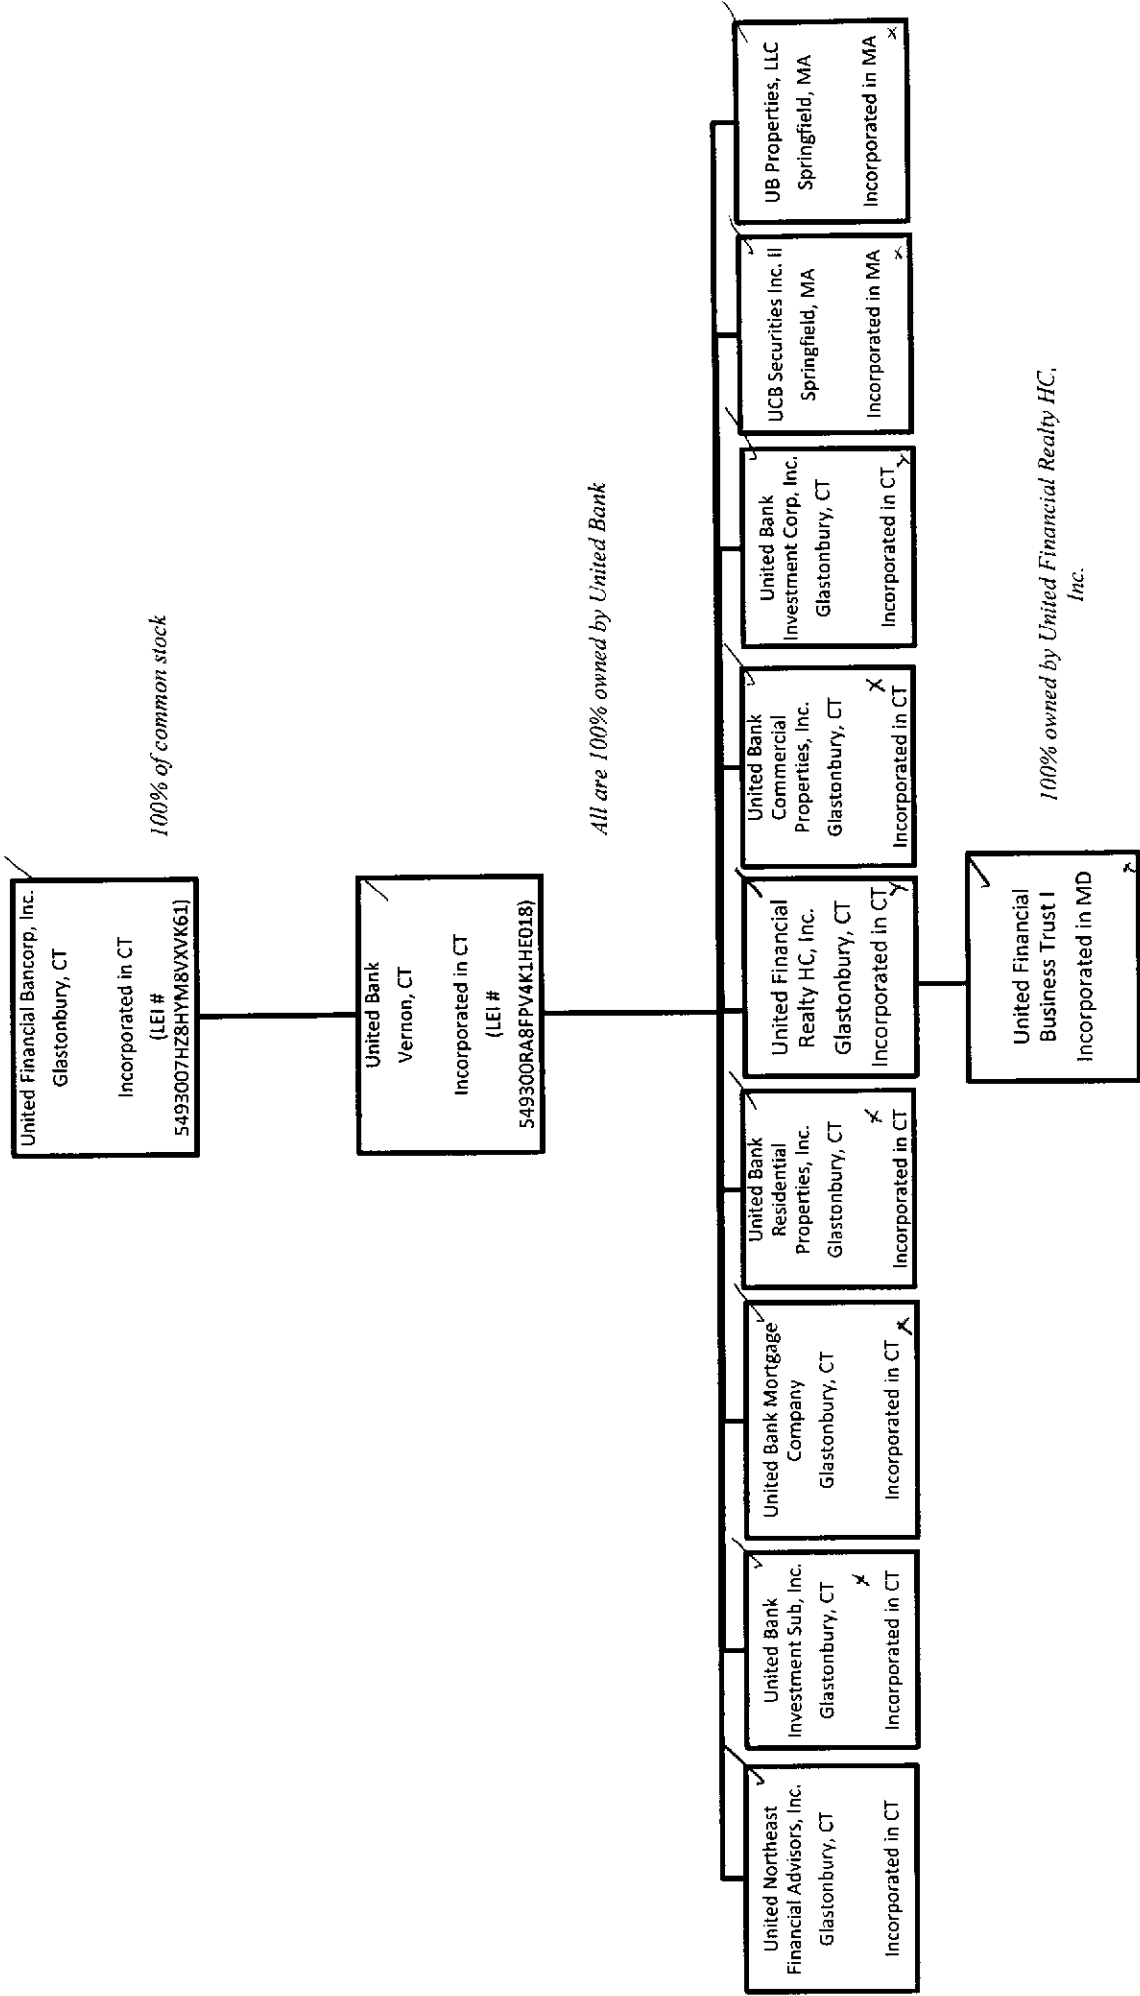 United Financial Bancorp, Inc.
Glastonbury, CT
Incorporated in CT
(LEI #
5493007HZ8HYM8VXVK61)
100% of common stock
United Bank
Vernon, CT
Incorporated in CT
(LEI #
549300RA8FPV4K1HE018)
All are 100% owned by United Bank
United Northeast
Financial Advisors, Inc.
Glastonbury, CT
Incorporated in CT
United Bank
Investment Sub, Inc.
Glastonbury, CT
Incorporated in CT
United Bank Mortgage
Company
Glastonbury, CT
Incorporated in CT
United Bank
Residential
Properties, Inc.
Glastonbury, CT
Incorporated in CT
United Financial
Realty HC, Inc.
Glastonbury, CT
Incorporated in CT
United Bank
Commercial
Properties, Inc.
Glastonbury, CT
Incorporated in CT
United Bank
Investment Corp, Inc.
Glastonbury, CT
Incorporated in CT
UCB Securities Inc. II
Springfield, MA
Incorporated in MA
UB Properties, LLC
Springfield, MA
Incorporated in MA
United Financial
Business Trust I
Incorporated in MD
100% owned by United Financial Realty HC,
Inc.